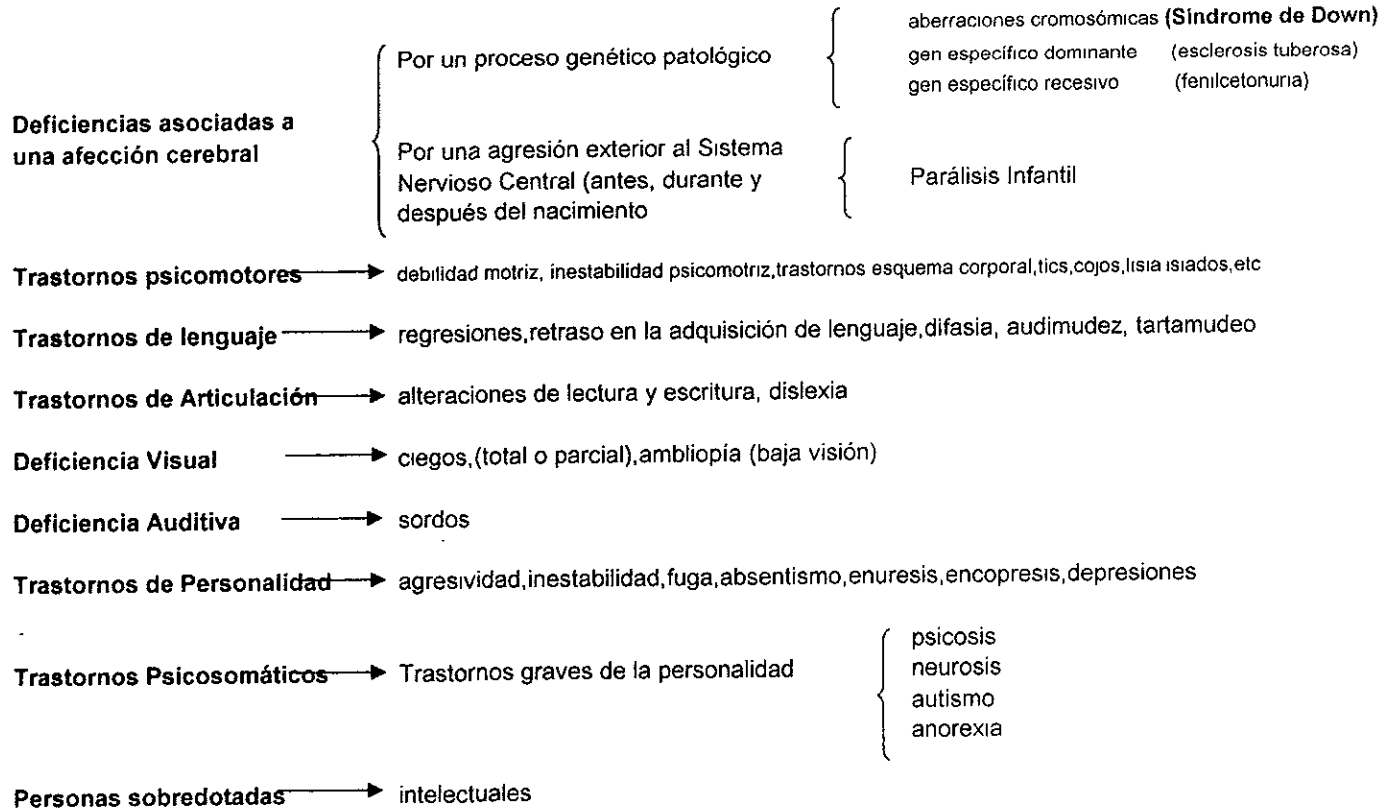 aberraciones cromosómicas (Síndrome de Down)
Por un proceso genético patológico
gen específico dominante (esclerosis tuberosa)
gen específico recesivo (fenilcetonuria)
Deficiencias asociadas a
una afección cerebral
Por una agresión exterior al Sistema
Nervioso Central (antes, durante y
después del nacimiento
Parálisis Infantil
Trastornos psicomotores debilidad motriz, inestabilidad psicomotriz,trastornos esquema corporal,tics,cojos,lisia isiados,etc
Trastornos de lenguaje regresiones,retraso en la adquisición de lenguaje,difasia, audimudez, tartamudeo
Trastornos de Articulación alteraciones de lectura y escritura, dislexia
Deficiencia Visual ciegos,(total o parcial),ambliopía (baja visión)
Deficiencia Auditiva sordos
Trastornos de Personalidad agresividad,inestabilidad,fuga,absentismo,enuresis,encopresis,depresiones
Trastornos Psicosomáticos Trastornos graves de la personalidad
psicosis
neurosis
autismo
anorexia
Personas sobredotadas intelectuales